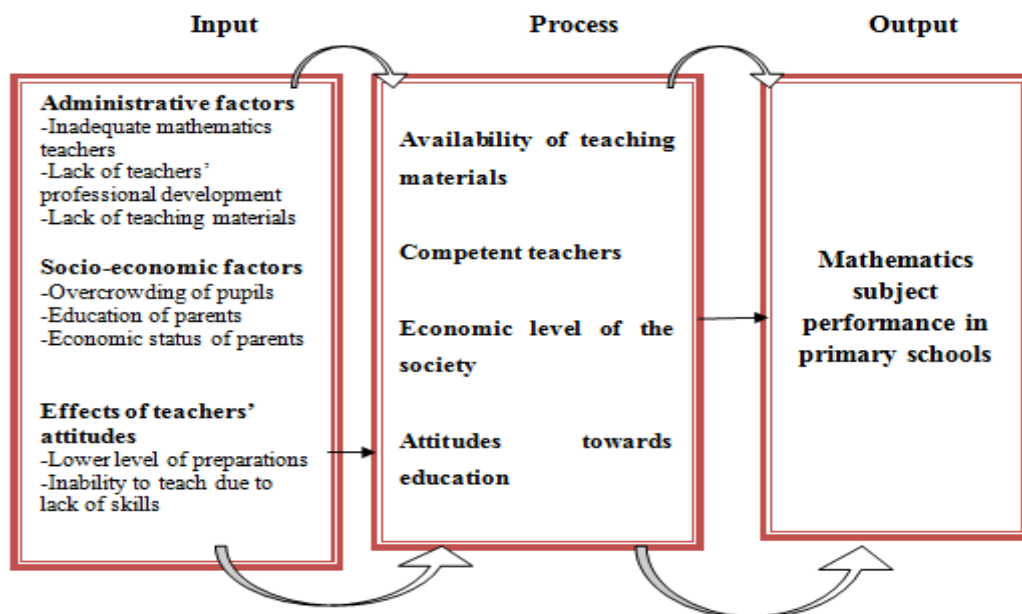 Input
Process
Output
Administrative factors
-Inadequate mathematics
teachers
-Lack of teachers’
professional development
-Lack of teaching materials
Socio-economic factors
-Overcrowding of pupils
-Education of parents
-Economic status of parents
Effects of teachers’
attitudes
-Lower level of preparations
-Inability to teach due to
lack of skills
Availability of teaching
materials
Competent teachers
Economic level of the
society
Attitudes towards
education
Mathematics
subject
performance in
primary schools